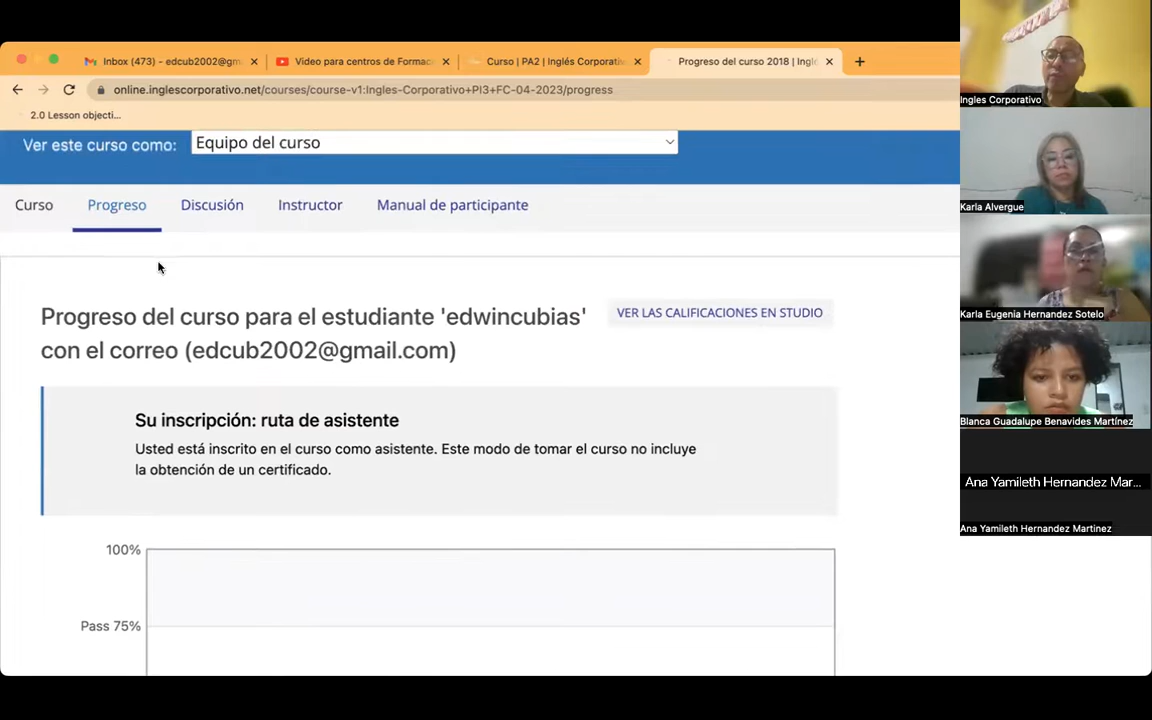 Inbox (473) - edcub2002@gm
Video para centros de Formac
Curso | PA2 | Inglés Corporativ
Progreso del curso 2018 | Ingl
online.inglescorporativo.net/courses/course-v1:Ingles-Corporativo+PI3+FC-04-2023/progress
2.0 Lesson objecti...
Ver este curso como:
Equipo del curso
Curso
Progreso
Discusión
Instructor
Manual de participante
Progreso del curso para el estudiante 'edwincubias'
con el correo (edcub2002@gmail.com)
VER LAS CALIFICACIONES EN STUDIO
Su inscripción: ruta de asistente
Usted está inscrito en el curso como asistente. Este modo de tomar el curso no incluye
la obtención de un certificado.
100%
Pass 75%
Ingles Corporativo
Karla Alvergue
Karla Eugenia Hernandez Sotelo
Blanca Guadalupe Benavides Martínez
Ana Yamileth Hernandez Mar...
Ana Yamileth Hernandez Martinez